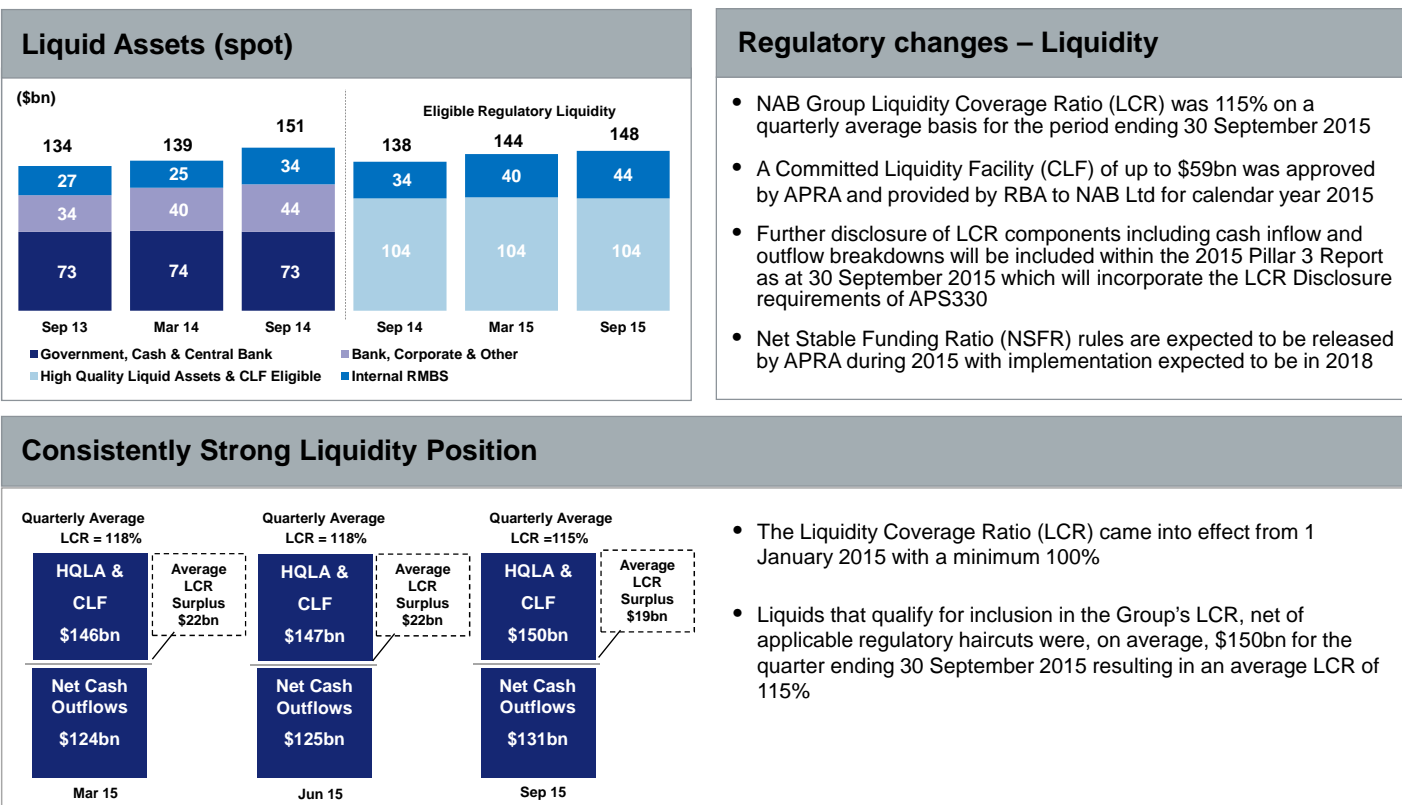 Liquid Assets (spot)
($bn)
134
139
151
27
25
34
34
40
44
73
74
73
Sep 13
Mar 14
Sep 14
Eligible Regulatory Liquidity
138
144
148
34
40
44
104
104
104
Sep 14
Mar 15
Sep 15
Government, Cash & Central Bank
Bank, Corporate & Other
High Quality Liquid Assets & CLF Eligible
Internal RMBS
Regulatory changes – Liquidity
• NAB Group Liquidity Coverage Ratio (LCR) was 115% on a
quarterly average basis for the period ending 30 September 2015
• A Committed Liquidity Facility (CLF) of up to $59bn was approved
by APRA and provided by RBA to NAB Ltd for calendar year 2015
• Further disclosure of LCR components including cash inflow and
outflow breakdowns will be included within the 2015 Pillar 3 Report
as at 30 September 2015 which will incorporate the LCR Disclosure
requirements of APS330
• Net Stable Funding Ratio (NSFR) rules are expected to be released
by APRA during 2015 with implementation expected to be in 2018
Consistently Strong Liquidity Position
Quarterly Average
LCR = 118%
HQLA &
CLF
$146bn
Average
LCR
Surplus
$22bn
Net Cash
Outflows
$124bn
Mar 15
Quarterly Average
LCR = 118%
HQLA &
CLF
$147bn
Average
LCR
Surplus
$22bn
Net Cash
Outflows
$125bn
Jun 15
Quarterly Average
LCR =115%
HQLA &
CLF
$150bn
Average
LCR
Surplus
$19bn
Net Cash
Outflows
$131bn
Sep 15
• The Liquidity Coverage Ratio (LCR) came into effect from 1
January 2015 with a minimum 100%
• Liquids that qualify for inclusion in the Group’s LCR, net of
applicable regulatory haircuts were, on average, $150bn for the
quarter ending 30 September 2015 resulting in an average LCR of
115%